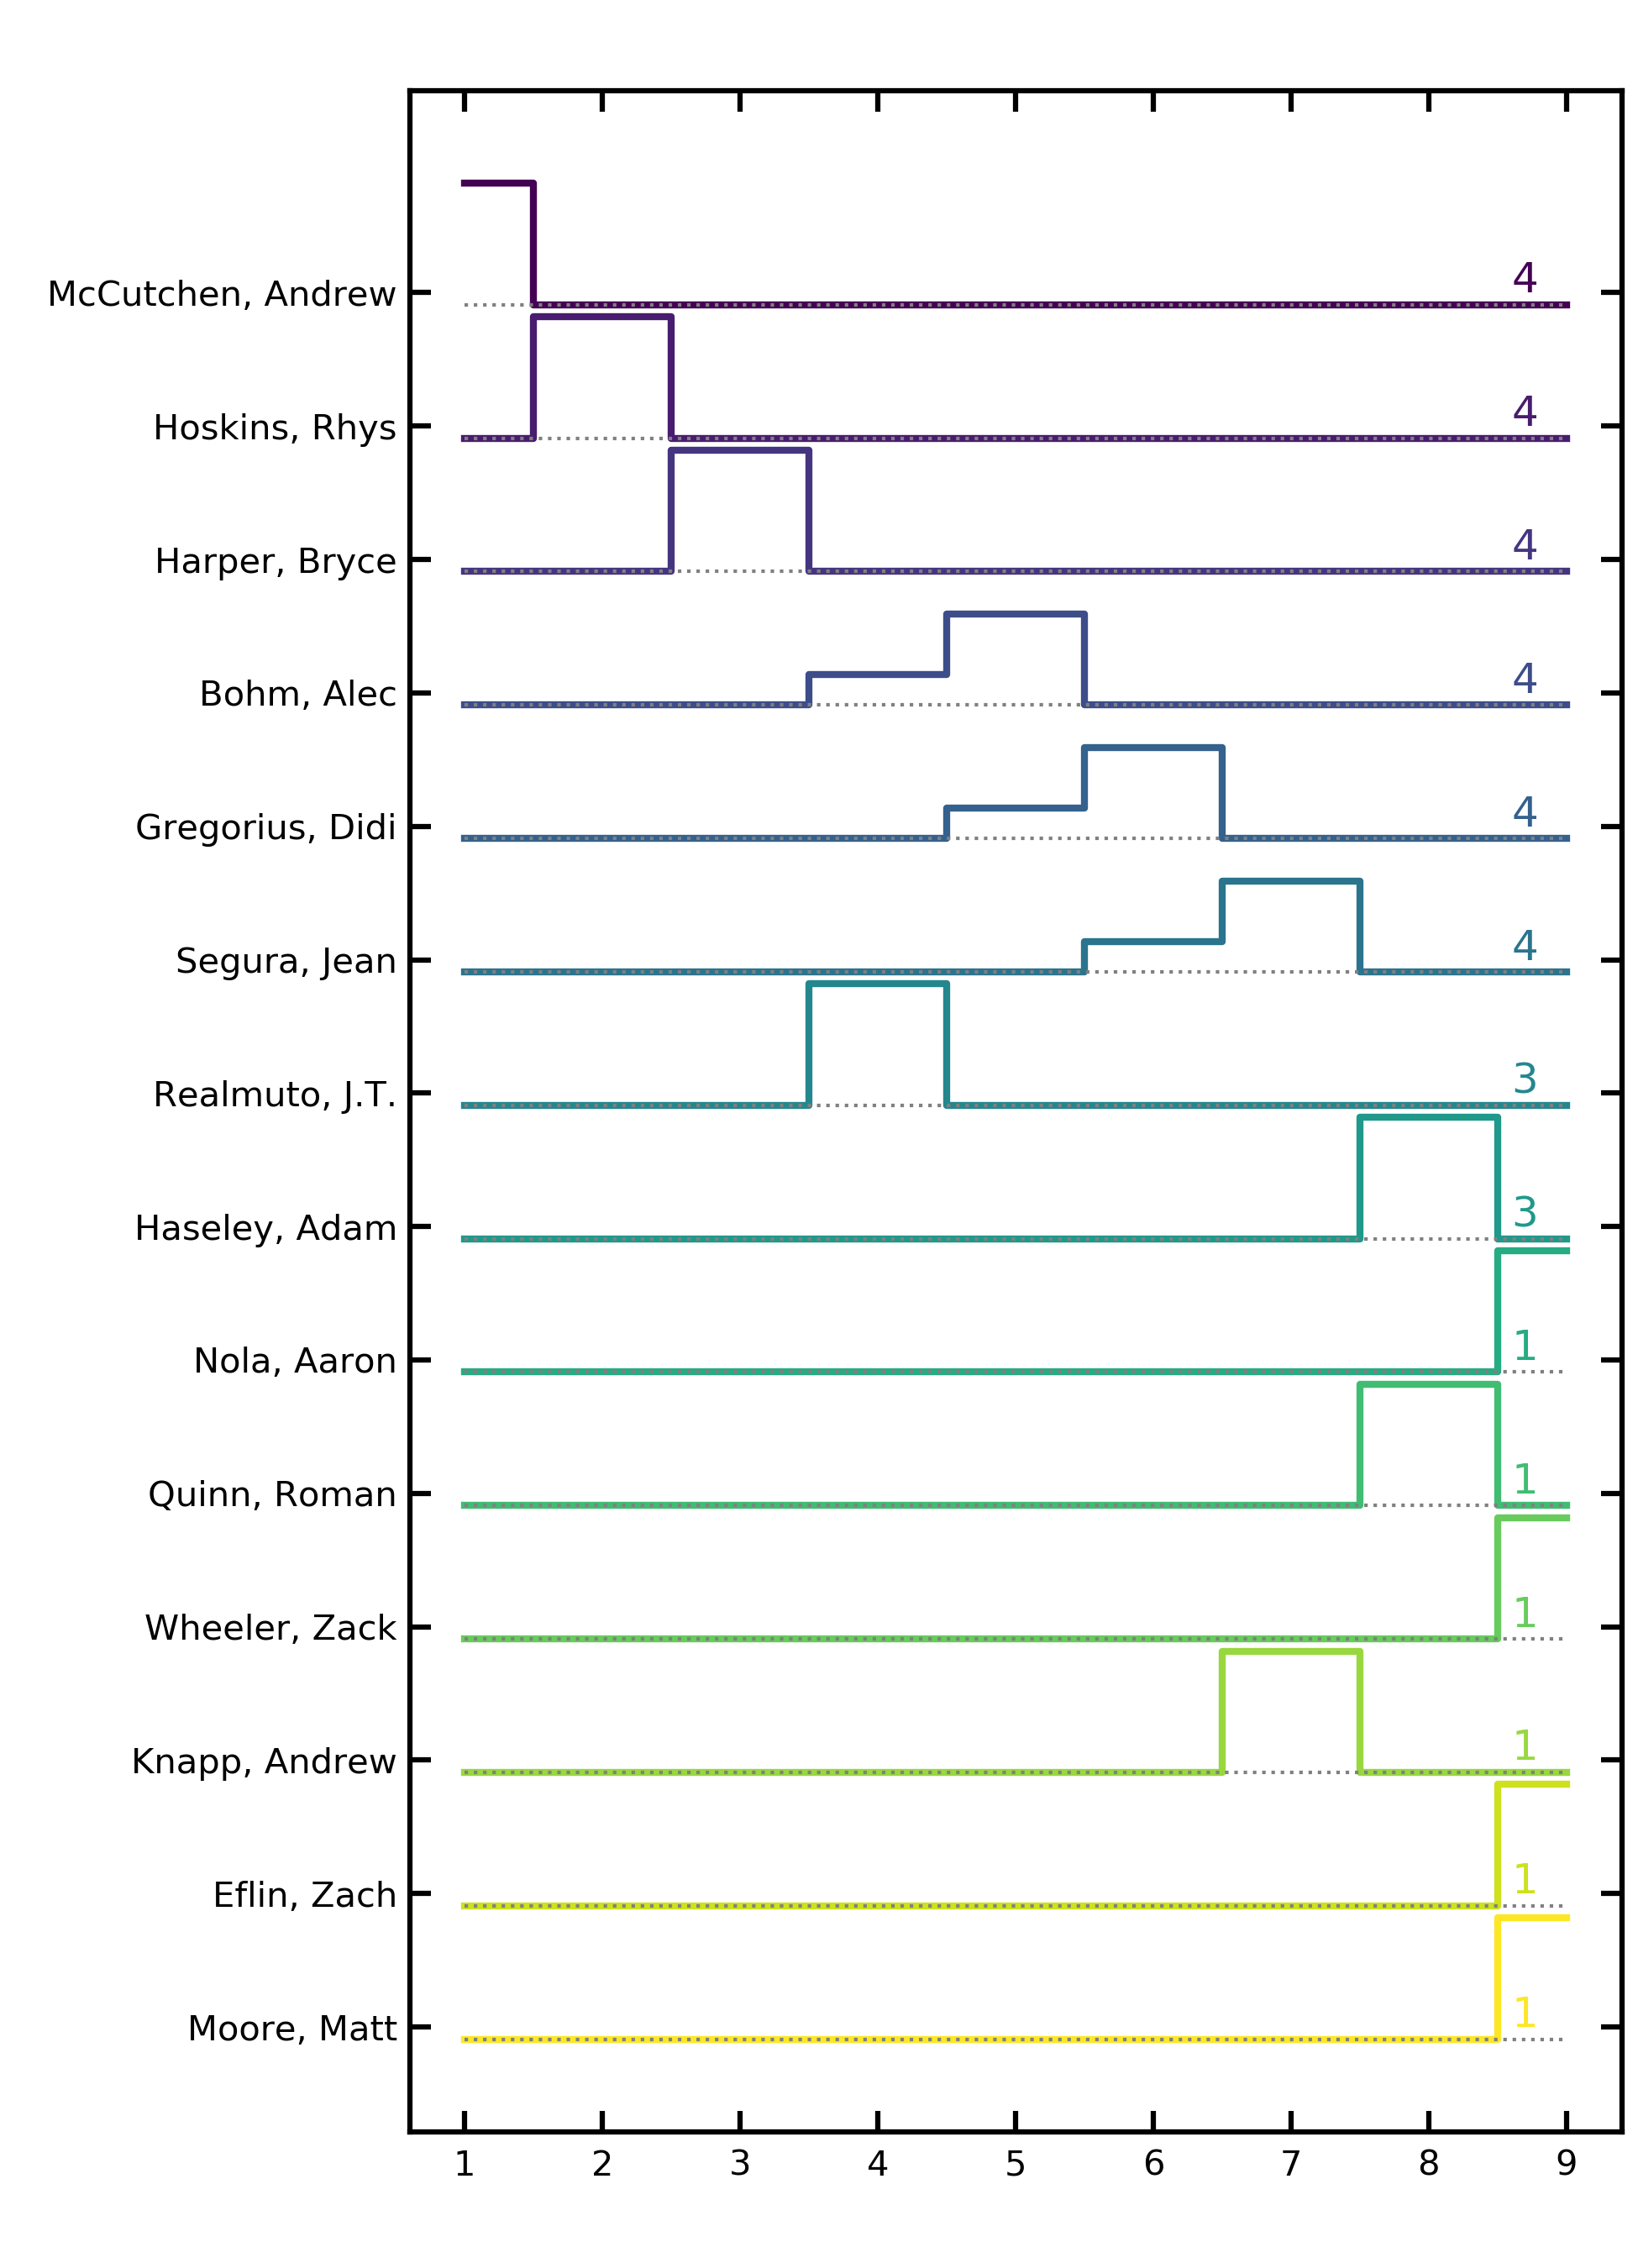 McCutchen, Andrew 4
Hoskins, Rhys 4
Harper, Bryce 4
Bohm, Alec 4
Gregorius, Didi 4
Segura, Jean 4
Realmuto, J.T. 3
Haseley, Adam 3
Nola, Aaron 1
Quinn, Roman 1
Wheeler, Zack 1
Knapp, Andrew 1
Eflin, Zach 1
Moore, Matt 1
1 2 3 4 5 6 7 8 9